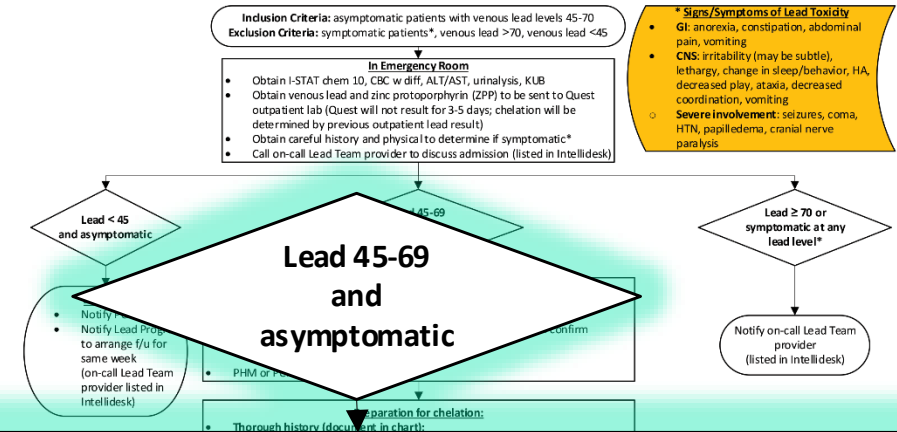 Inclusion Criteria: asymptomatic patients with venous lead levels 45-70
Exclusion Criteria: symptomatic patients*, venous lead >70, venous lead <45
* Signs/Symptoms of Lead Toxicity
GI: anorexia, constipation, abdominal
pain, vomiting
CNS: irritability (may be subtle),
lethargy, change in sleep/behavior, HA,
decreased play, ataxia, decreased
coordination, vomiting
Severe involvement: seizures, coma,
HTN, papilledema, cranial nerve
paralysis
In Emergency Room
Obtain I-STAT chem 10, CBC w diff, ALT/AST, urinalysis, KUB
Obtain venous lead and zinc protoporphyrin (ZPP) to be sent to Quest
outpatient lab (Quest will not result for 3-5 days; chelation will be
determined by previous outpatient lead result)
Obtain careful history and physical to determine if symptomatic*
Call on-call Lead Team provider to discuss admission (listed in Intellidesk)
Lead < 45
and asymptomatic
45-69
Lead ≥ 70 or
symptomatic at any
lead level*
Lead 45-69
and
asymptomatic
Notify
Notify Lead
to arrange f/u for
same week
(on-call Lead Team
provider listed in
Intellidesk)
confirm
PHM or
Notify on-call Lead Team
provider
(listed in Intellidesk)
for chelation:
Thorough history (document in chart):